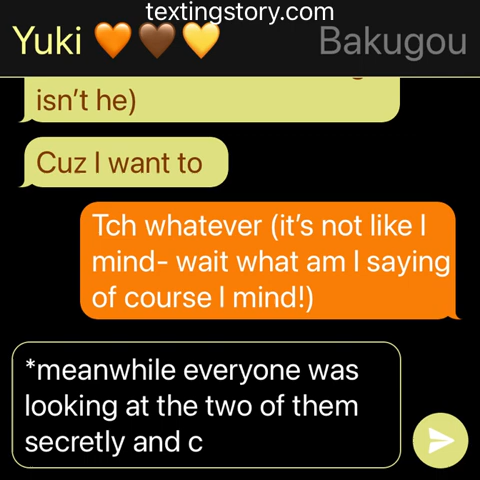 textingstory.com
Yuki 🧡🤎💛 Bakugou
isn't he)
Cuz I want to
Tch whatever (it's not like I
mind- wait what am I saying
of course I mind!)
*meanwhile everyone was
looking at the two of them
secretly and c